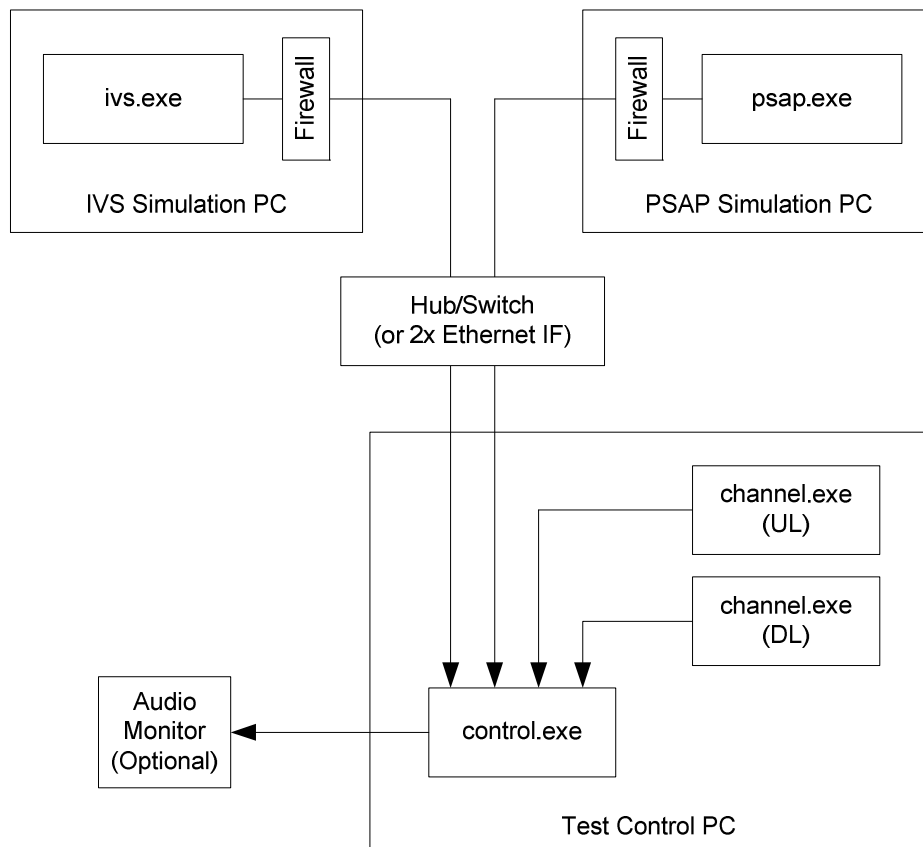 ivs.exe
Firewall
IVS Simulation PC
Firewall
psap.exe
PSAP Simulation PC
Hub/Switch
(or 2x Ethernet IF)
channel.exe
(UL)
channel.exe
(DL)
Audio
Monitor
(Optional)
control.exe
Test Control PC